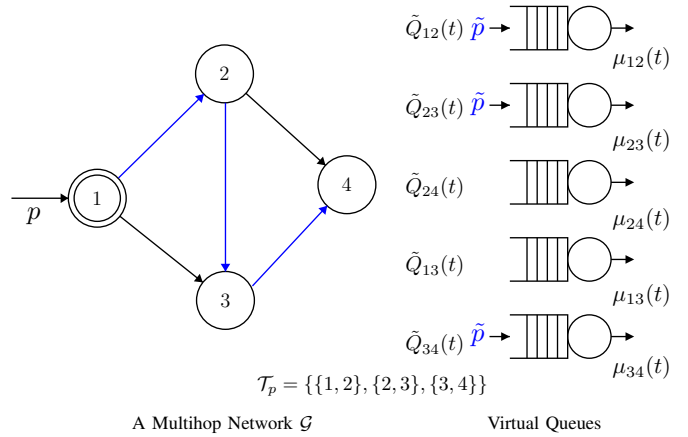 p
1
2
3
4
Q̃₁₂(t) p̃
μ₁₂(t)
Q̃₂₃(t) p̃
μ₂₃(t)
Q̃₂₄(t)
μ₂₄(t)
Q̃₁₃(t)
μ₁₃(t)
Q̃₃₄(t) p̃
μ₃₄(t)
𝒯ₚ = {{1, 2}, {2, 3}, {3, 4}}
A Multihop Network 𝒢
Virtual Queues